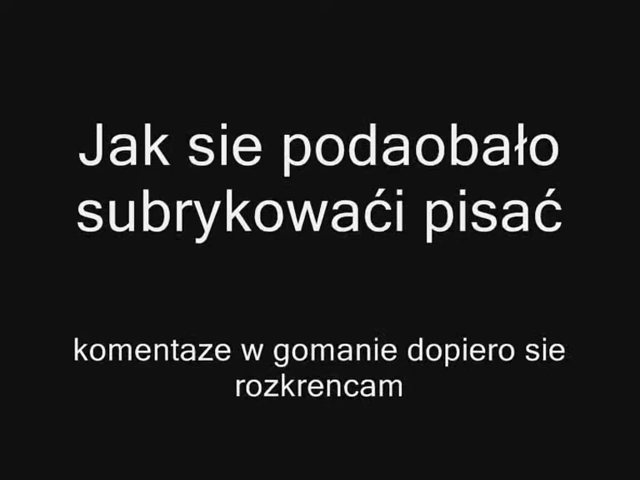 Jak sie podaobało
subrykowaći pisać
komentaze w gomanie dopiero sie
rozkrencam